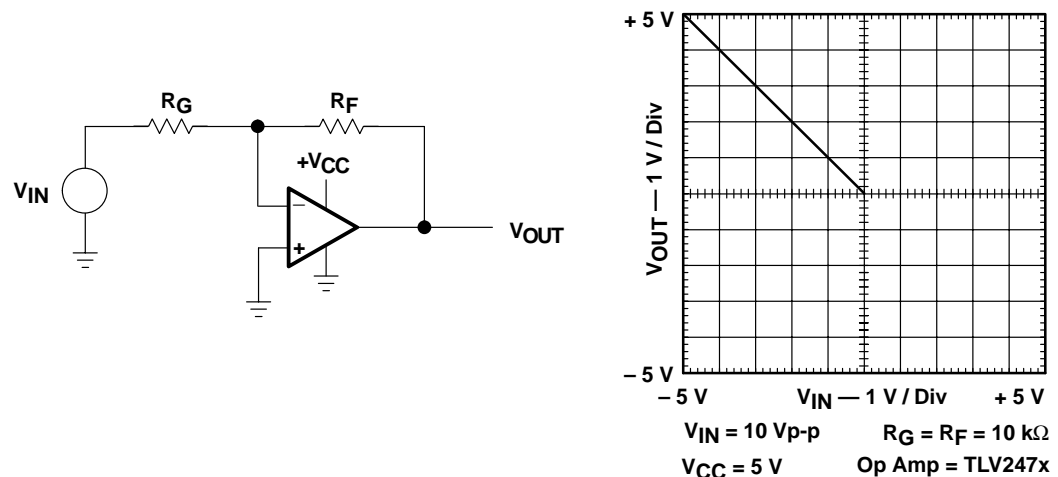 RG
RF
+VCC
VIN
–
+
VOUT
+ 5 V
VOUT — 1 V / Div
– 5 V
– 5 V
VIN — 1 V / Div
+ 5 V
VIN = 10 Vp-p
RG = RF = 10 kΩ
VCC = 5 V
Op Amp = TLV247x